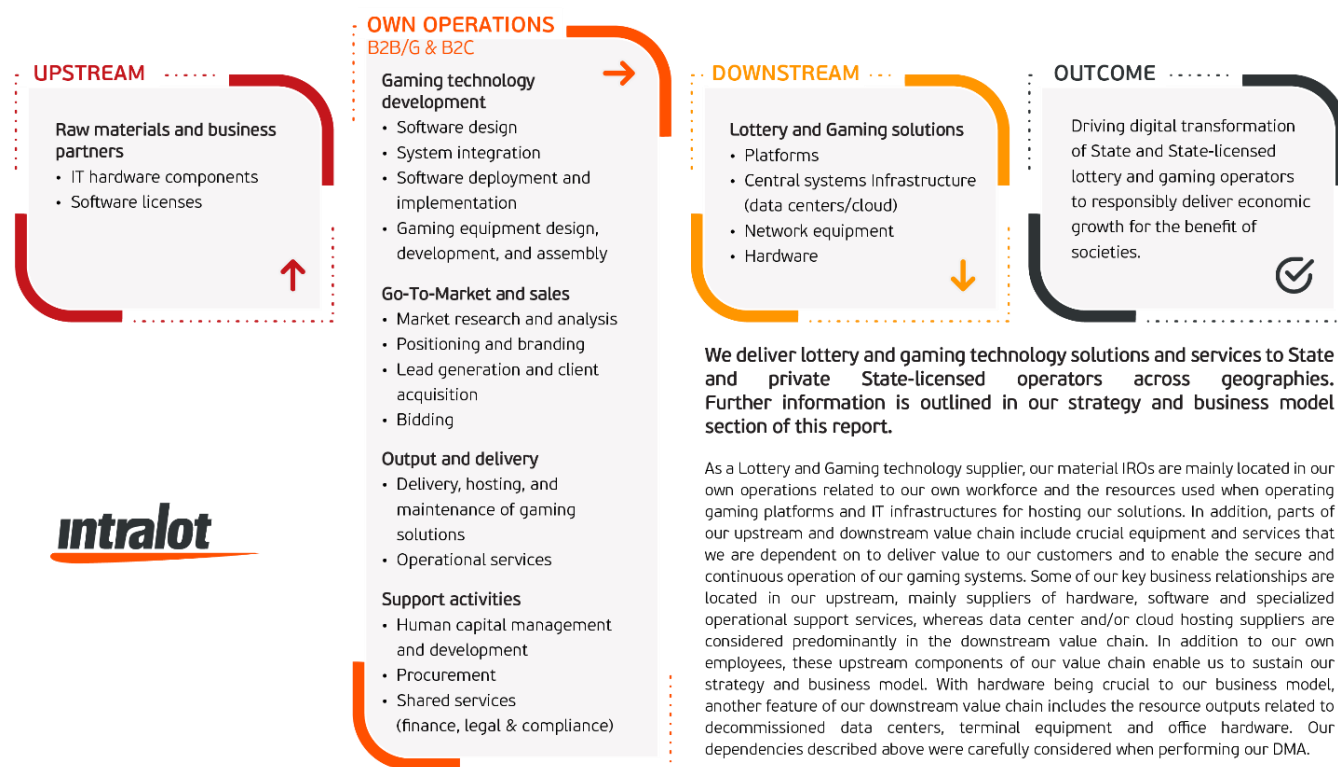 UPSTREAM
Raw materials and business
partners
• IT hardware components
• Software licenses
OWN OPERATIONS
B2B/G & B2C
Gaming technology
development
• Software design
• System integration
• Software deployment and
implementation
• Gaming equipment design,
development, and assembly
Go-To-Market and sales
• Market research and analysis
• Positioning and branding
• Lead generation and client
acquisition
• Bidding
Output and delivery
• Delivery, hosting, and
maintenance of gaming
solutions
• Operational services
Support activities
• Human capital management
and development
• Procurement
• Shared services
(finance, legal & compliance)
DOWNSTREAM
Lottery and Gaming solutions
• Platforms
• Central systems Infrastructure
(data centers/cloud)
• Network equipment
• Hardware
OUTCOME
Driving digital transformation
of State and State-licensed
lottery and gaming operators
to responsibly deliver economic
growth for the benefit of
societies.
We deliver lottery and gaming technology solutions and services to State
and private State-licensed operators across geographies.
Further information is outlined in our strategy and business model
section of this report.
As a Lottery and Gaming technology supplier, our material IROs are mainly located in our
own operations related to our own workforce and the resources used when operating
gaming platforms and IT infrastructures for hosting our solutions. In addition, parts of
our upstream and downstream value chain include crucial equipment and services that
we are dependent on to deliver value to our customers and to enable the secure and
continuous operation of our gaming systems. Some of our key business relationships are
located in our upstream, mainly suppliers of hardware, software and specialized
operational support services, whereas data center and/or cloud hosting suppliers are
considered predominantly in the downstream value chain. In addition to our own
employees, these upstream components of our value chain enable us to sustain our
strategy and business model. With hardware being crucial to our business model,
another feature of our downstream value chain includes the resource outputs related to
decommissioned data centers, terminal equipment and office hardware. Our
dependencies described above were carefully considered when performing our DMA.
intralot